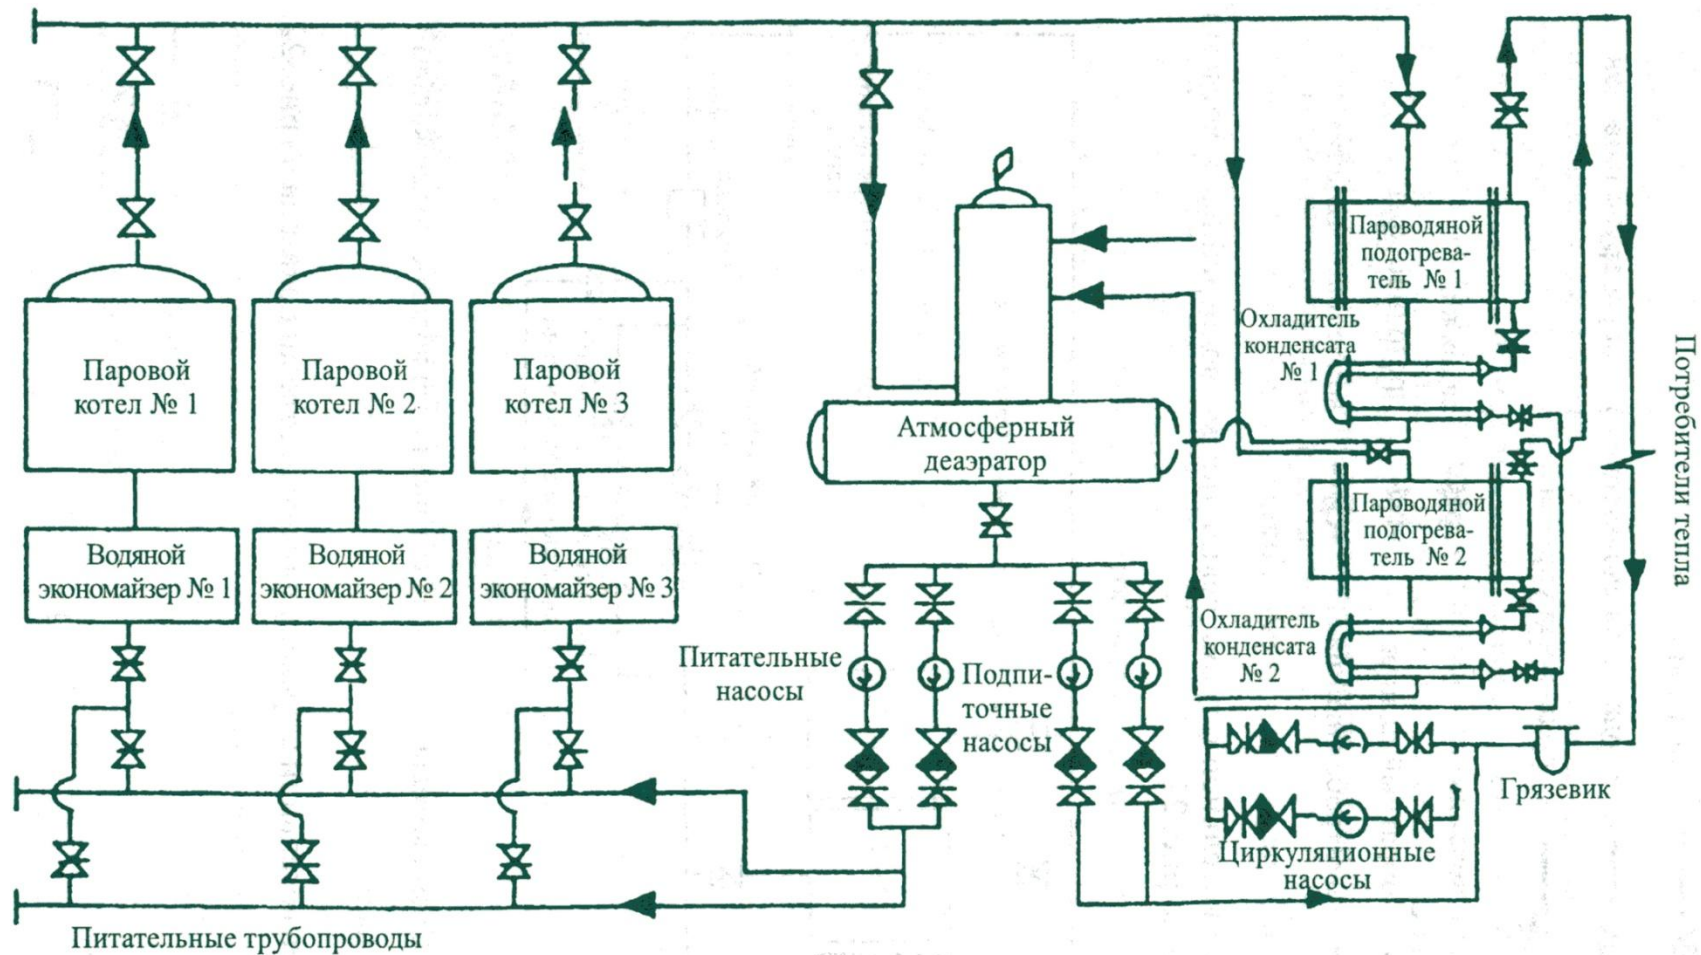 Пароводяной
подогрева-
тель № 1
Охладитель
конденсата
№ 1
Паровой
котел № 1
Паровой
котел № 2
Паровой
котел № 3
Атмосферный
деаэратор
Потребители тепла
Пароводяной
подогрева-
тель № 2
Водяной
экономайзер № 1
Водяной
экономайзер № 2
Водяной
экономайзер № 3
Охладитель
конденсата
№ 2
Питательные
насосы
Подпи-
точные
насосы
Грязевик
Циркуляционные
насосы
Питательные трубопроводы